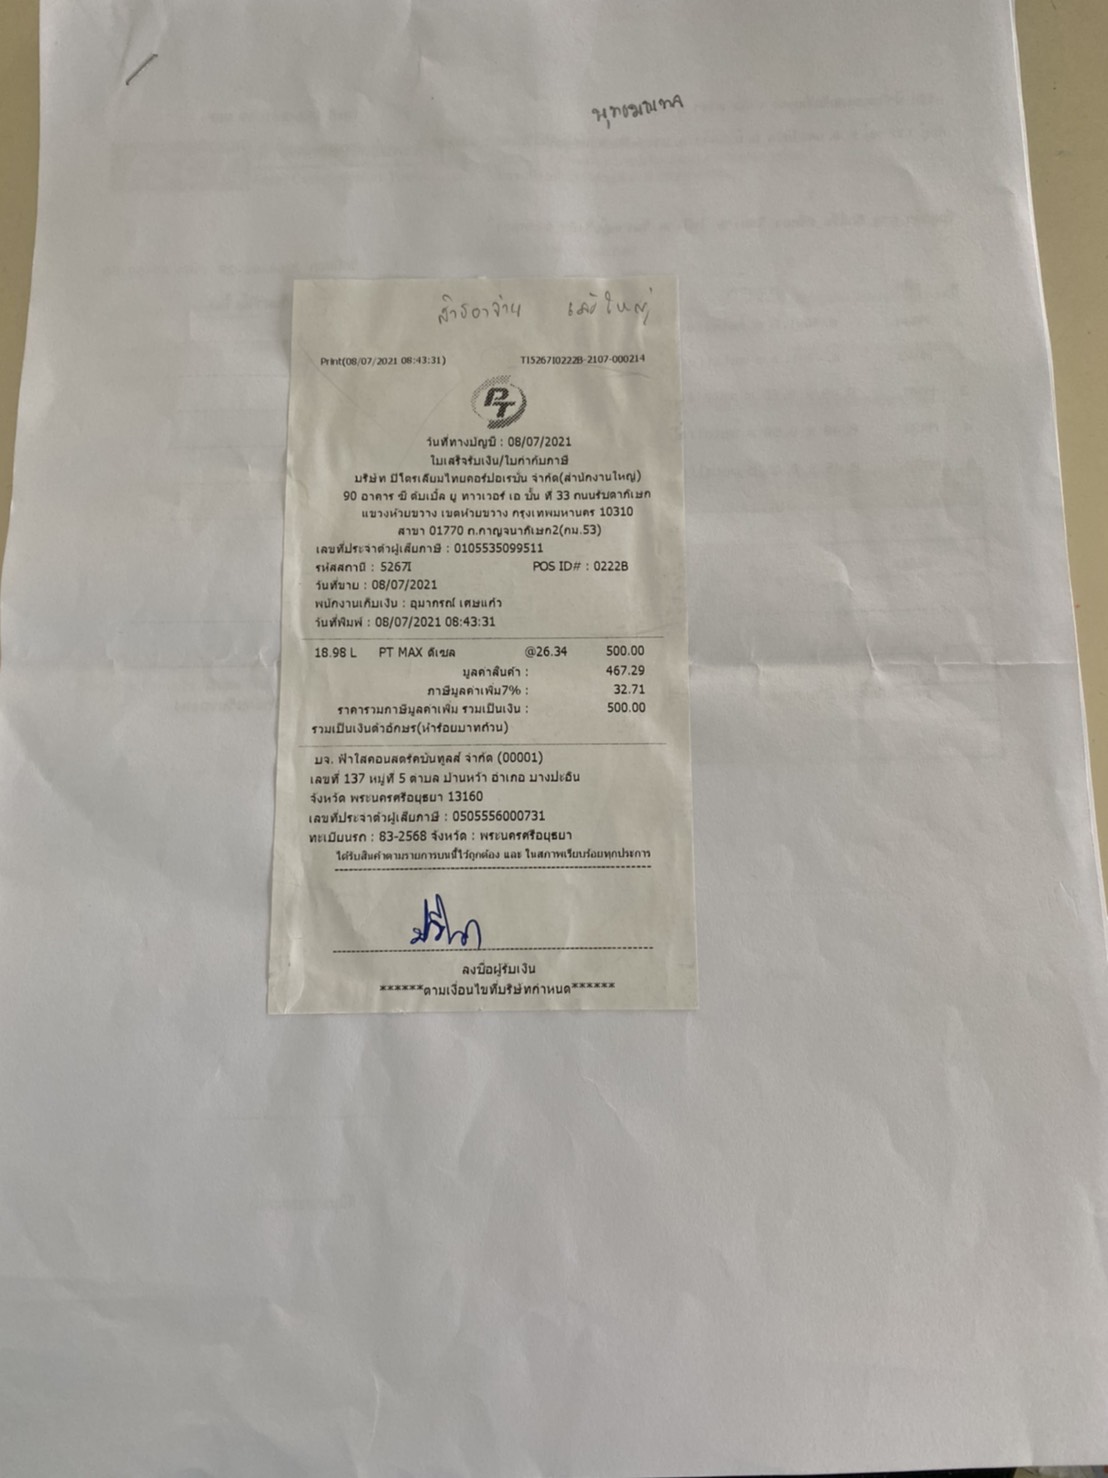 พุทธมณฑล
สำรองจ่าย
Print(08/07/2021 08:43:31) TI5267I0222B-2107-000214
PT
วันที่ทางบัญชี : 08/07/2021
ใบเสร็จรับเงิน/ใบกำกับภาษี
บริษัท ปิโตรเลียมไทยคอร์ปอเรชั่น จำกัด(สำนักงานใหญ่)
90 อาคาร ซี ดับเบิ้ล ยู ทาวเวอร์ เอ ชั้น ที่ 33 ถนนรัชดาภิเษก
แขวงห้วยขวาง เขตห้วยขวาง กรุงเทพมหานคร 10310
สาขา 01770 ถ.กาญจนาภิเษก2(กม.53)
เลขที่ประจำตัวผู้เสียภาษี : 0105535099511
รหัสสถานี : 5267I POS ID# : 0222B
วันที่ขาย : 08/07/2021
พนักงานเก็บเงิน : อุมาภรณ์ เศษแก้ว
วันที่พิมพ์ : 08/07/2021 08:43:31
18.98 L PT MAX ดีเซล @26.34 500.00
มูลค่าสินค้า : 467.29
ภาษีมูลค่าเพิ่ม7% : 32.71
ราคารวมภาษีมูลค่าเพิ่ม รวมเป็นเงิน : 500.00
รวมเป็นเงินตัวอักษร(ห้าร้อยบาทถ้วน)
บจ. ฟ้าใสคอนสตรัคชั่นทูลส์ จำกัด (00001)
เลขที่ 137 หมู่ที่ 5 ตำบล บ้านหว้า อำเภอ บางปะอิน
จังหวัด พระนครศรีอยุธยา 13160
เลขที่ประจำตัวผู้เสียภาษี : 0505556000731
ทะเบียนรถ : 83-2568 จังหวัด : พระนครศรีอยุธยา
ได้รับสินค้าตามรายการบนนี้ไว้ถูกต้อง และ ในสภาพเรียบร้อยทุกประการ
ลงชื่อผู้รับเงิน
******ตามเงื่อนไขที่บริษัทกำหนด******